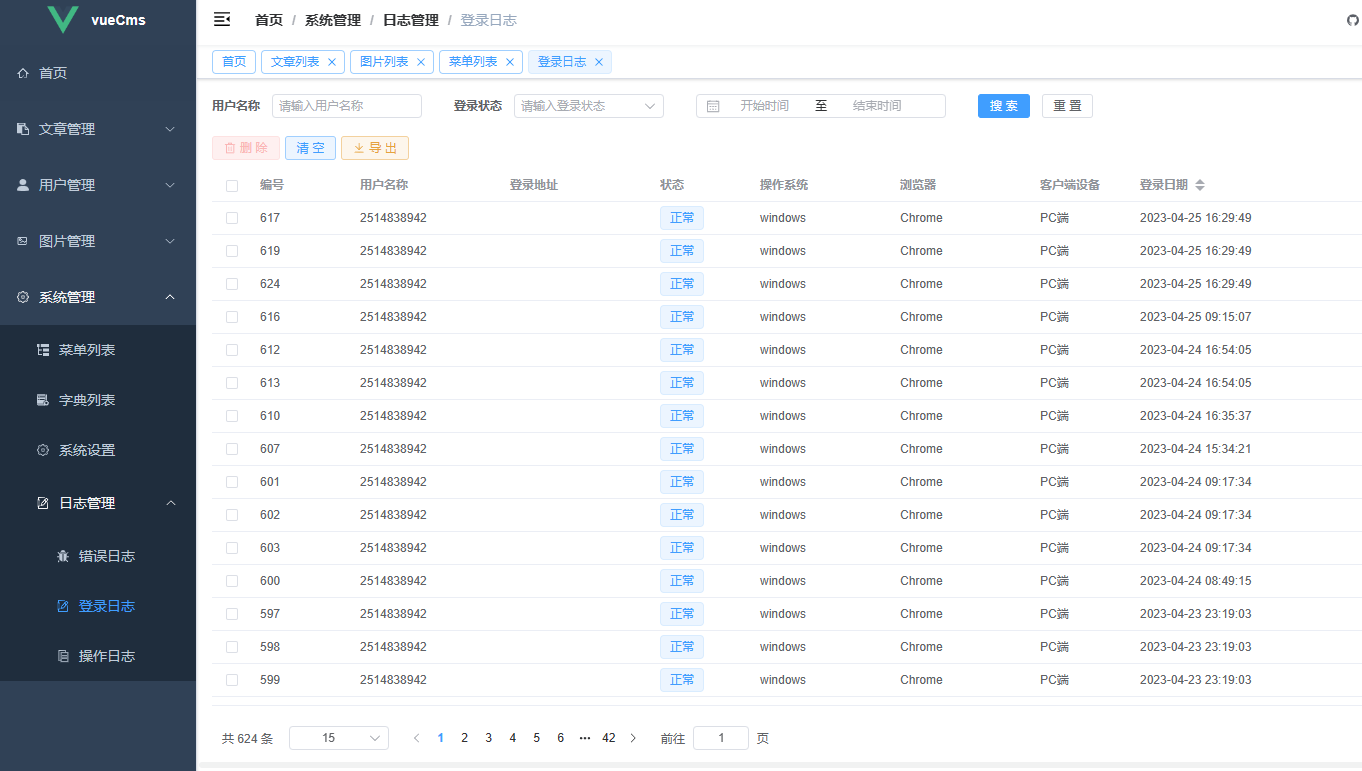 vueCms
首页
文章管理
用户管理
图片管理
系统管理
菜单列表
字典列表
系统设置
日志管理
错误日志
登录日志
操作日志
首页 / 系统管理 / 日志管理 / 登录日志
首页 文章列表 图片列表 菜单列表 登录日志
用户名称 请输入用户名称 登录状态 请输入登录状态 开始时间 至 结束时间 搜 索 重 置
删 除 清 空 导 出
编号 用户名称 登录地址 状态 操作系统 浏览器 客户端设备 登录日期
617 2514838942 正常 windows Chrome PC端 2023-04-25 16:29:49
619 2514838942 正常 windows Chrome PC端 2023-04-25 16:29:49
624 2514838942 正常 windows Chrome PC端 2023-04-25 16:29:49
616 2514838942 正常 windows Chrome PC端 2023-04-25 09:15:07
612 2514838942 正常 windows Chrome PC端 2023-04-24 16:54:05
613 2514838942 正常 windows Chrome PC端 2023-04-24 16:54:05
610 2514838942 正常 windows Chrome PC端 2023-04-24 16:35:37
607 2514838942 正常 windows Chrome PC端 2023-04-24 15:34:21
601 2514838942 正常 windows Chrome PC端 2023-04-24 09:17:34
602 2514838942 正常 windows Chrome PC端 2023-04-24 09:17:34
603 2514838942 正常 windows Chrome PC端 2023-04-24 09:17:34
600 2514838942 正常 windows Chrome PC端 2023-04-24 08:49:15
597 2514838942 正常 windows Chrome PC端 2023-04-23 23:19:03
598 2514838942 正常 windows Chrome PC端 2023-04-23 23:19:03
599 2514838942 正常 windows Chrome PC端 2023-04-23 23:19:03
共 624 条 15 1 2 3 4 5 6 ··· 42 前往 1 页